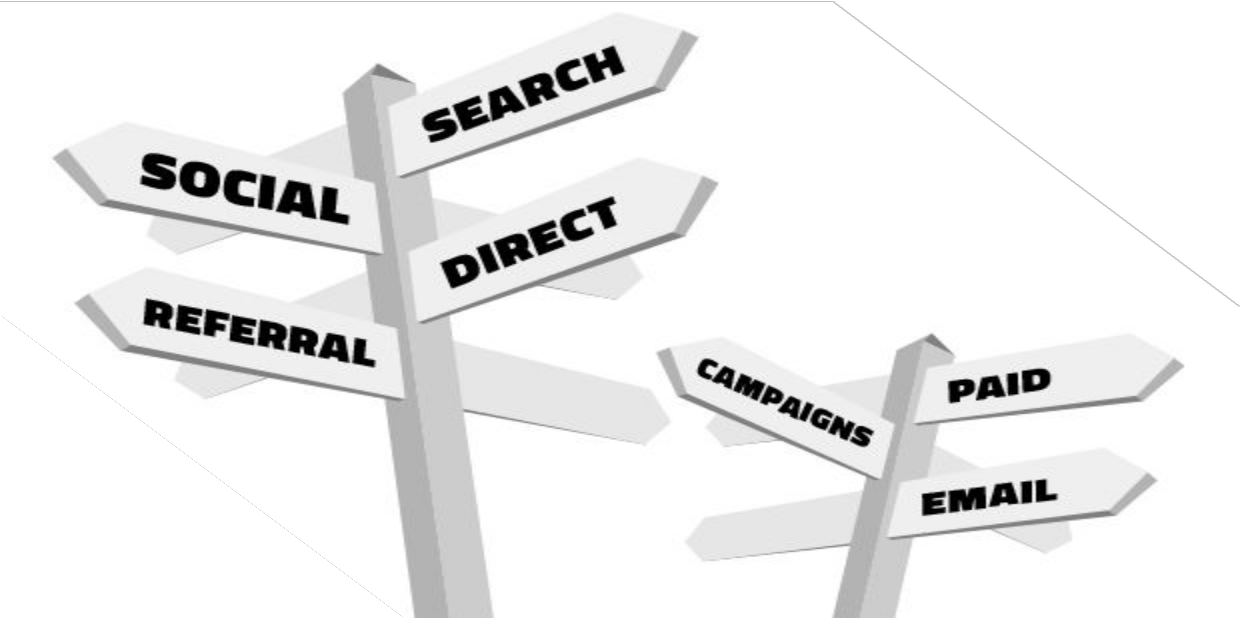 SEARCH
SOCIAL
DIRECT
REFERRAL
CAMPAIGNS
PAID
EMAIL